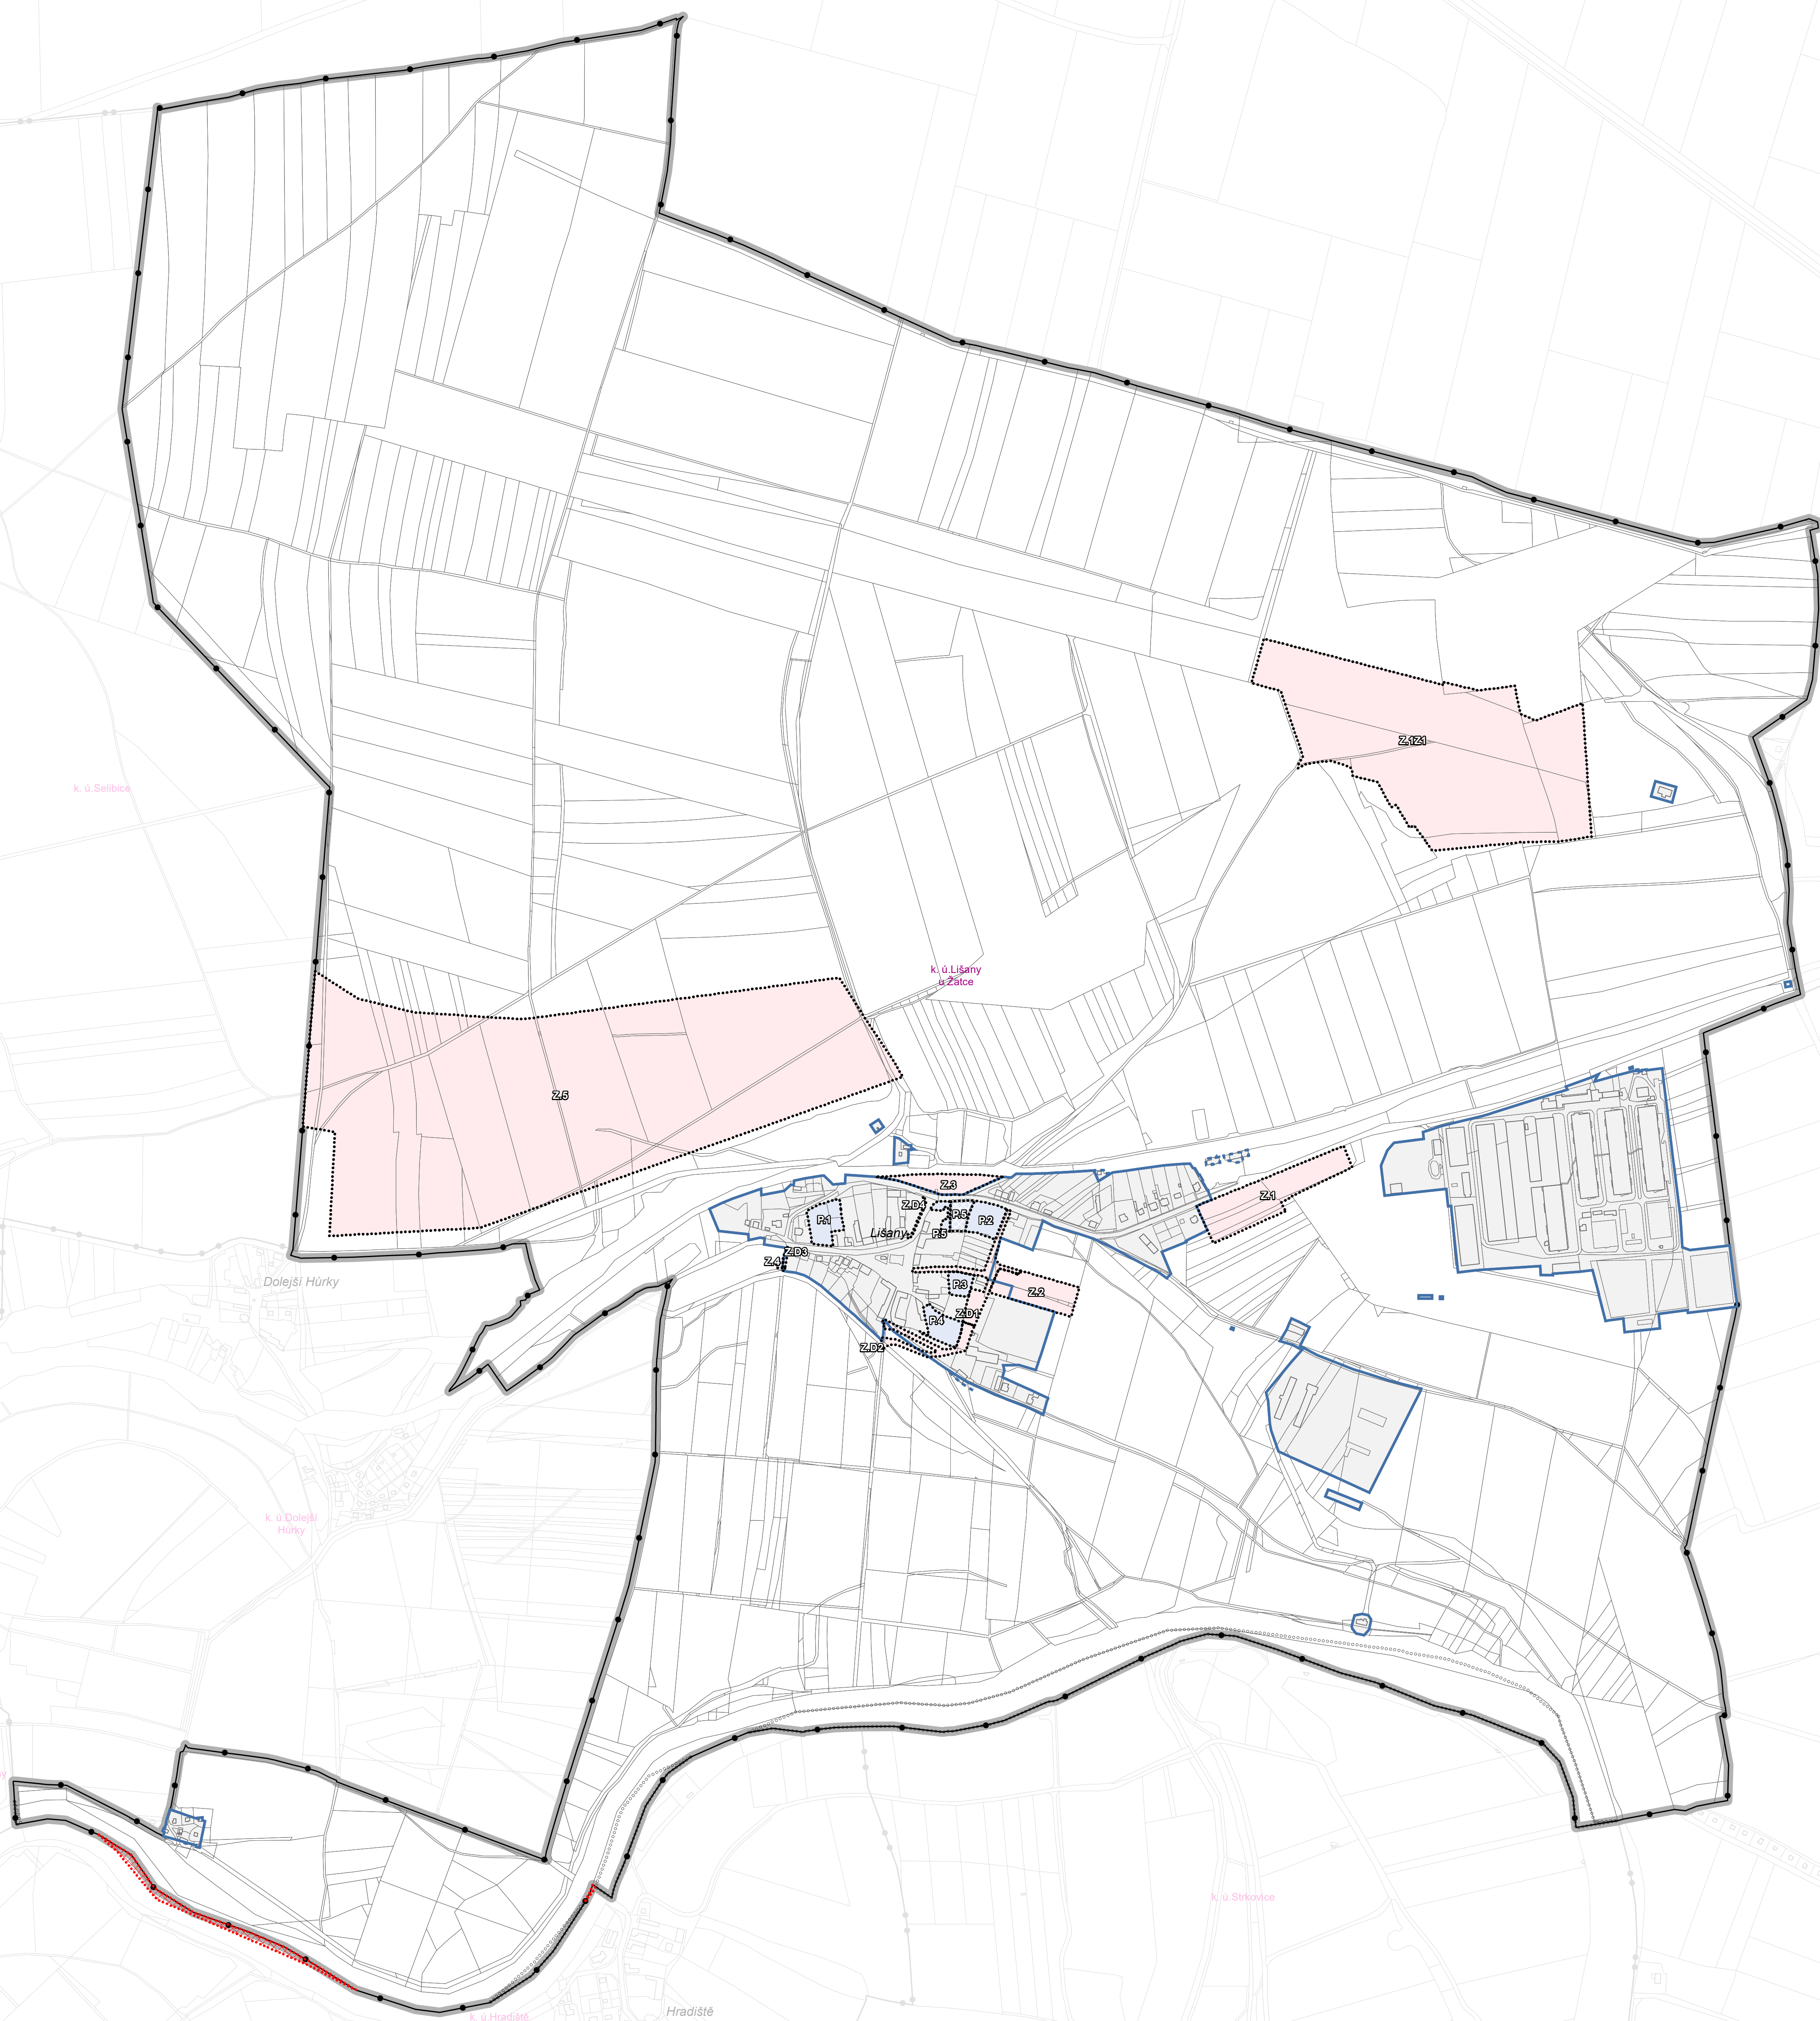 Z.1Z1
k. ú.Selibice
k. ú.Lišany
u Žatce
Z.5
Z.3
Z.1
Z.D4
P.1
P.5
P.2
Lišany
P.5
Z.D3
Z.4
Dolejší Hůrky
P.3
Z.2
Z.D1
P.4
Z.D2
k. ú.Dolejší
Hůrky
k. ú.Strkovice
Hradiště
k. ú.Hradiště